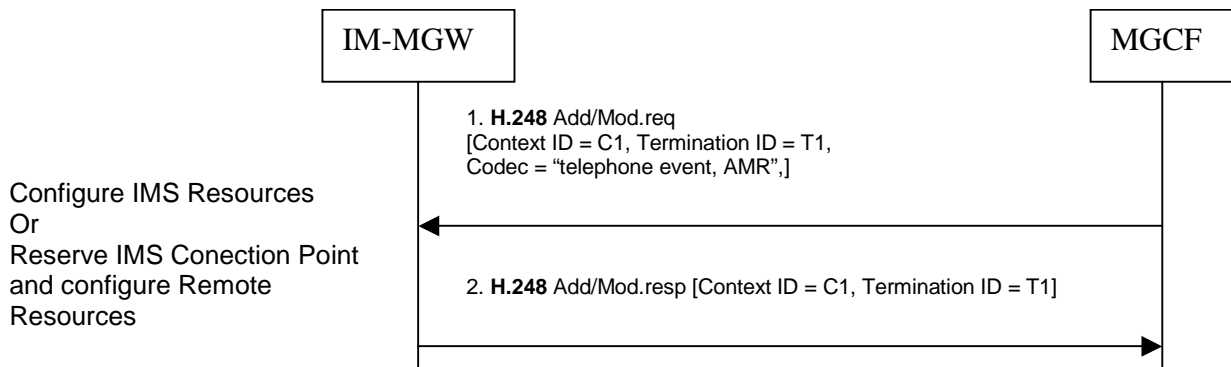 IM-MGW
MGCF
1. H.248 Add/Mod.req
[Context ID = C1, Termination ID = T1,
Codec = “telephone event, AMR”,]
Configure IMS Resources
Or
Reserve IMS Conection Point
and configure Remote
Resources
2. H.248 Add/Mod.resp [Context ID = C1, Termination ID = T1]